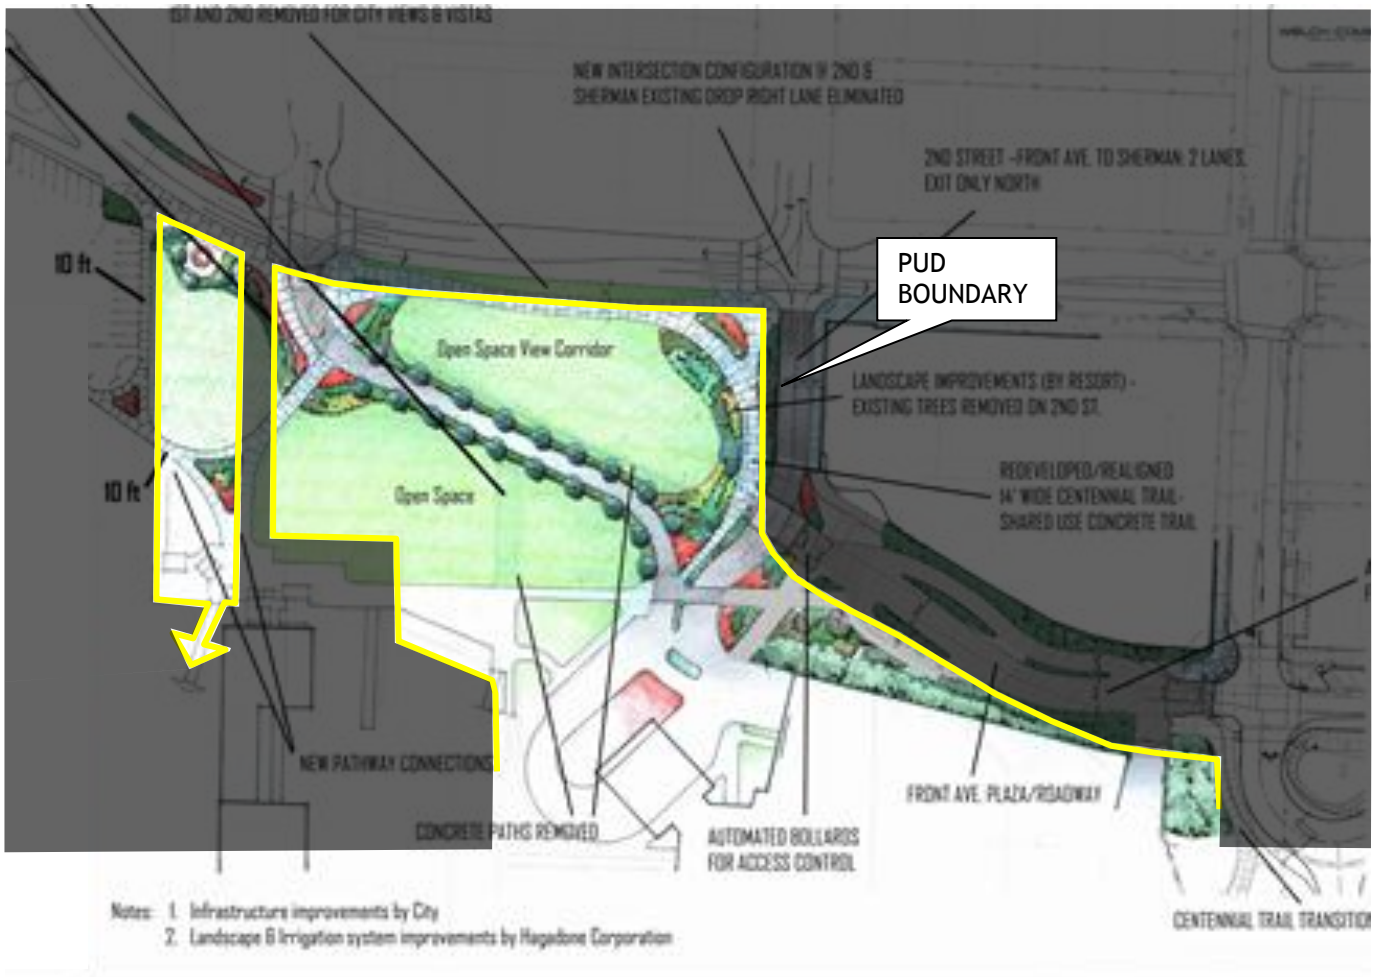 1ST AND 2ND REMOVED FOR CITY VIEWS & VISTAS
NEW INTERSECTION CONFIGURATION @ 2ND &
SHERMAN EXISTING DROP RIGHT LANE ELIMINATED
2ND STREET -FRONT AVE. TO SHERMAN: 2 LANES,
EXIT ONLY NORTH
PUD
BOUNDARY
10 ft
Open Space View Corridor
LANDSCAPE IMPROVEMENTS (BY RESORT) -
EXISTING TREES REMOVED ON 2ND ST.
REDEVELOPED/REALIGNED
14' WIDE CENTENNIAL TRAIL-
SHARED USE CONCRETE TRAIL
10 ft
Open Space
NEW PATHWAY CONNECTIONS
FRONT AVE. PLAZA/ROADWAY
CONCRETE PATHS REMOVED
AUTOMATED BOLLARDS
FOR ACCESS CONTROL
CENTENNIAL TRAIL TRANSITION
Notes: 1. Infrastructure improvements by City
2. Landscape & Irrigation system improvements by Hagadone Corporation